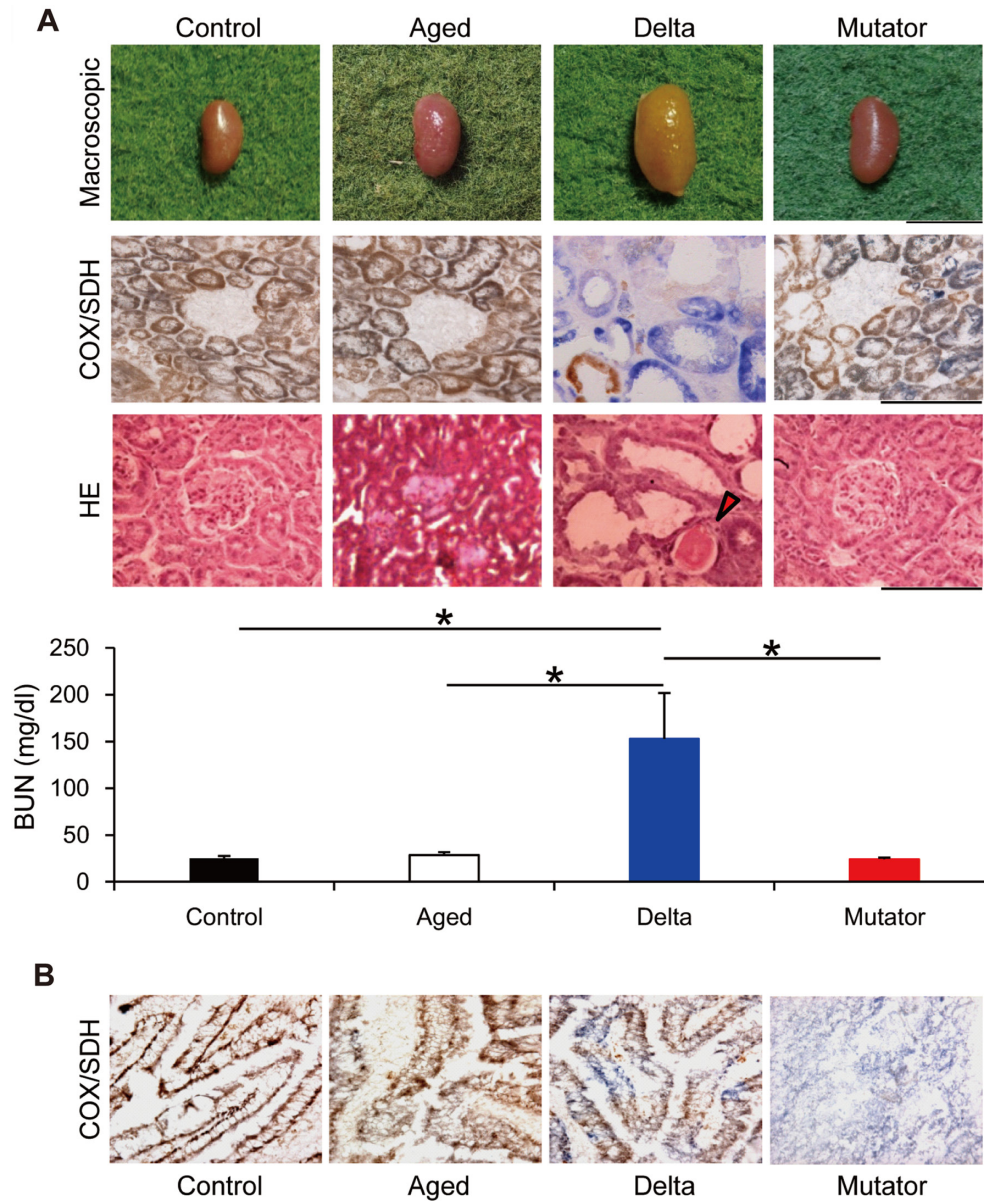 A
Control Aged Delta Mutator
Macroscopic
COX/SDH
HE
*
*
*
BUN (mg/dl)
250
200
150
100
50
0
Control Aged Delta Mutator
B
COX/SDH
Control Aged Delta Mutator